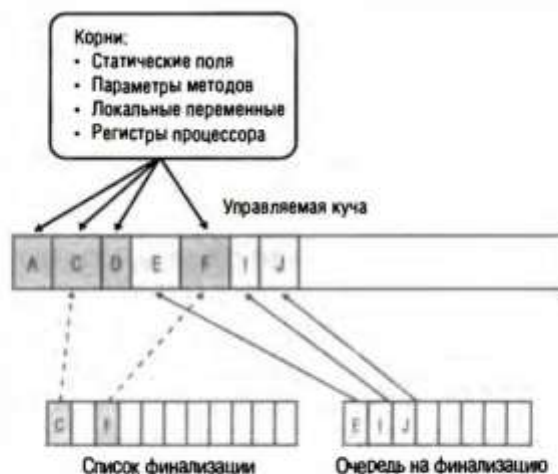 Корни:
• Статические поля
• Параметры методов
• Локальные переменные
• Регистры процессора
Управляемая куча
A C D E F I J
C F E I J
Список финализации Очередь на финализацию